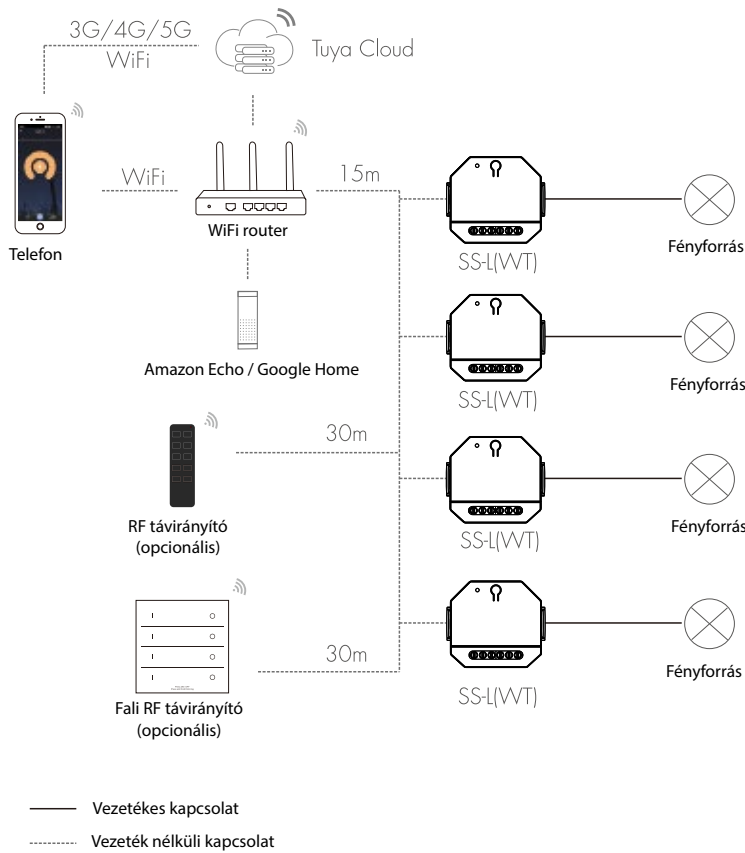 3G/4G/5G
WiFi
Tuya Cloud
WiFi
15m
WiFi router
Telefon
SS-L(WT)
Fényforrás
Amazon Echo / Google Home
SS-L(WT)
Fényforrás
30m
RF távirányító
(opcionális)
SS-L(WT)
Fényforrás
30m
Fali RF távirányító
(opcionális)
SS-L(WT)
Fényforrás
Vezetékes kapcsolat
Vezeték nélküli kapcsolat